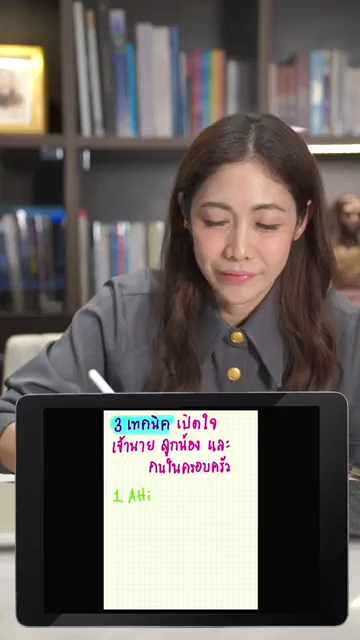 3 เทคนิค เปิดใจ
เจ้านาย ลูกน้อง และ
คนในครอบครัว
1 Atti